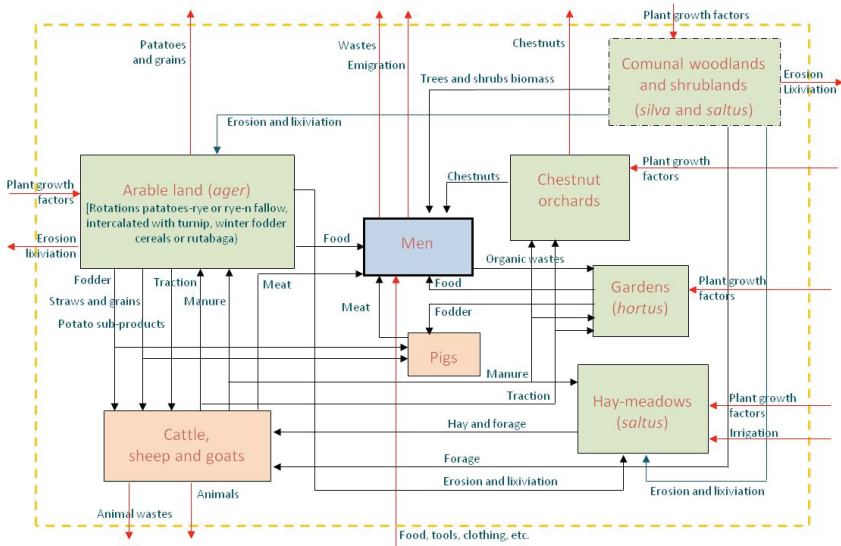 Plant growth factors
Patatoes
and grains
Wastes
Emigration
Chestnuts
Comunal woodlands
and shrublands
(silva and saltus)
Erosion
Lixiviation
Trees and shrubs biomass
Erosion and lixiviation
Plant growth
factors
Arable land (ager)
[Rotations patatoes-rye or rye-n fallow,
intercalated with turnip, winter fodder
cereals or rutabaga)
Chestnuts
Chestnut
orchards
Plant growth
factors
Erosion
lixiviation
Food
Men
Organic wastes
Fodder
Traction
Meat
Food
Gardens
(hortus)
Plant growth
factors
Straws and grains
Manure
Meat
Fodder
Potato sub-products
Pigs
Manure
Traction
Hay-meadows
(saltus)
Plant growth
factors
Irrigation
Cattle,
sheep and goats
Hay and forage
Forage
Erosion and lixiviation
Erosion and lixiviation
Animals
Animal wastes
Food, tools, clothing, etc.